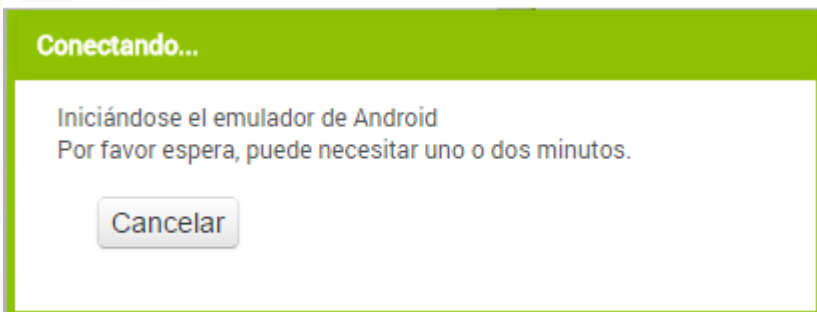 Conectando...
Iniciándose el emulador de Android
Por favor espera, puede necesitar uno o dos minutos.
Cancelar